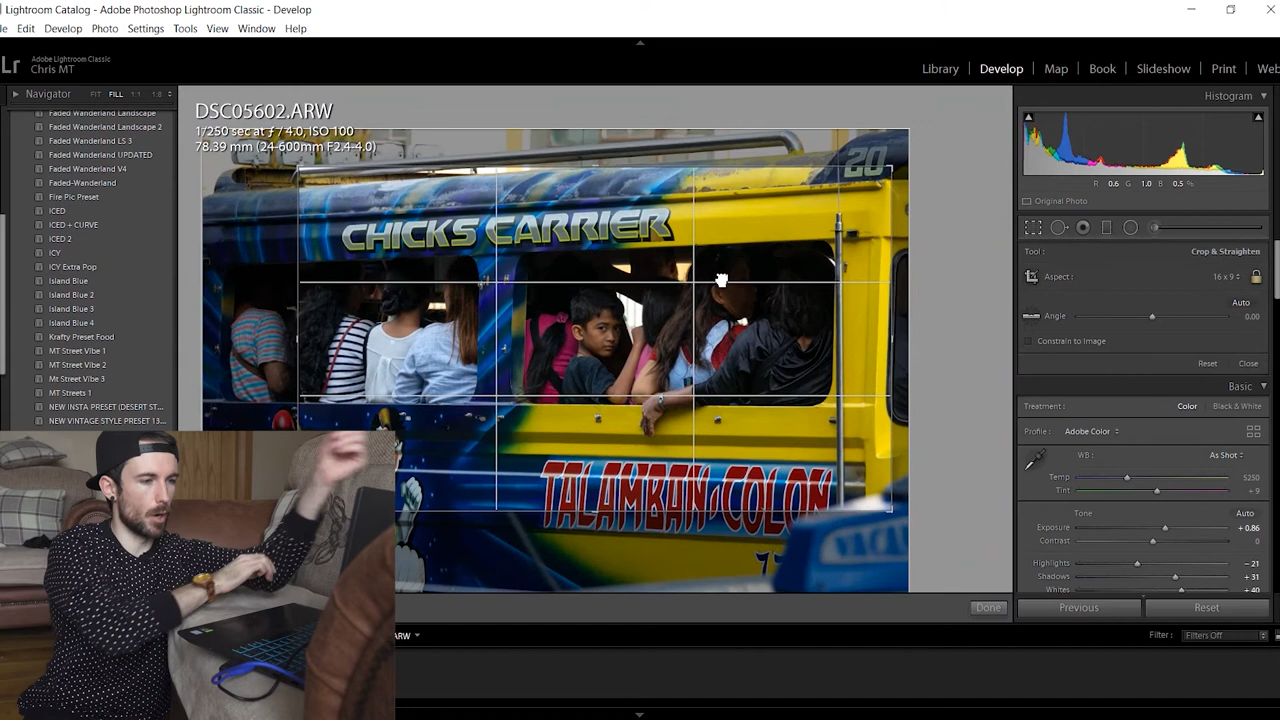 Lightroom Catalog - Adobe Photoshop Lightroom Classic - Develop
Edit Develop Photo Settings Tools View Window Help
Lr Adobe Lightroom Classic
Chris MT
Library Develop Map Book Slideshow Print Web
Navigator FIT FILL 1:1 1:8
Faded Wanderland Landscape
Faded Wanderland Landscape 2
Faded Wanderland LS 3
Faded Wanderland UPDATED
Faded Wanderland V4
Faded-Wanderland
Fire Pic Preset
ICED
ICED + CURVE
ICED 2
ICY
ICY Extra Pop
Island Blue
Island Blue 2
Island Blue 3
Island Blue 4
Krafty Preset Food
MT Street Vibe 1
MT Street Vibe 2
Mt Street Vibe 3
MT Streets 1
NEW INSTA PRESET (DESERT ST...
NEW VINTAGE STYLE PRESET 13...
DSC05602.ARW
1/250 sec at ƒ / 4.0, ISO 100
78.39 mm (24-600mm F2.4-4.0)
20
CHICKS CARRIER
TALAMBAN COLON
Histogram
R 0.6 G 1.0 B 0.5 %
Original Photo
Tool: Crop & Straighten
Aspect: 16 x 9
Auto
Angle 0.00
Constrain to Image
Reset Close
Basic
Treatment: Color Black & White
Profile: Adobe Color
WB: As Shot
Temp 5250
Tint + 9
Tone Auto
Exposure + 0.86
Contrast 0
Highlights − 21
Shadows + 31
Whites + 40
Done
Previous Reset
ARW
Filter: Filters Off